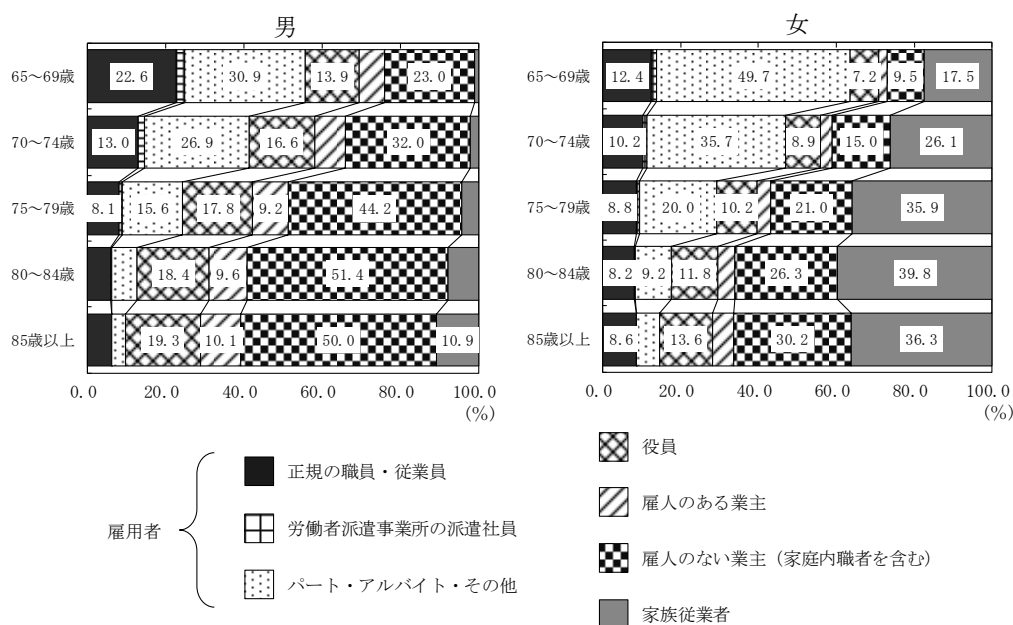 男
65～69歳 22.6 30.9 13.9 23.0
70～74歳 13.0 26.9 16.6 32.0
75～79歳 8.1 15.6 17.8 9.2 44.2
80～84歳 18.4 9.6 51.4
85歳以上 19.3 10.1 50.0 10.9
0.0 20.0 40.0 60.0 80.0 100.0
(%)
女
65～69歳 12.4 49.7 7.2 9.5 17.5
70～74歳 10.2 35.7 8.9 15.0 26.1
75～79歳 8.8 20.0 10.2 21.0 35.9
80～84歳 8.2 9.2 11.8 26.3 39.8
85歳以上 8.6 13.6 30.2 36.3
0.0 20.0 40.0 60.0 80.0 100.0
(%)
雇用者
正規の職員・従業員
労働者派遣事業所の派遣社員
パート・アルバイト・その他
役員
雇人のある業主
雇人のない業主（家庭内職者を含む）
家族従業者